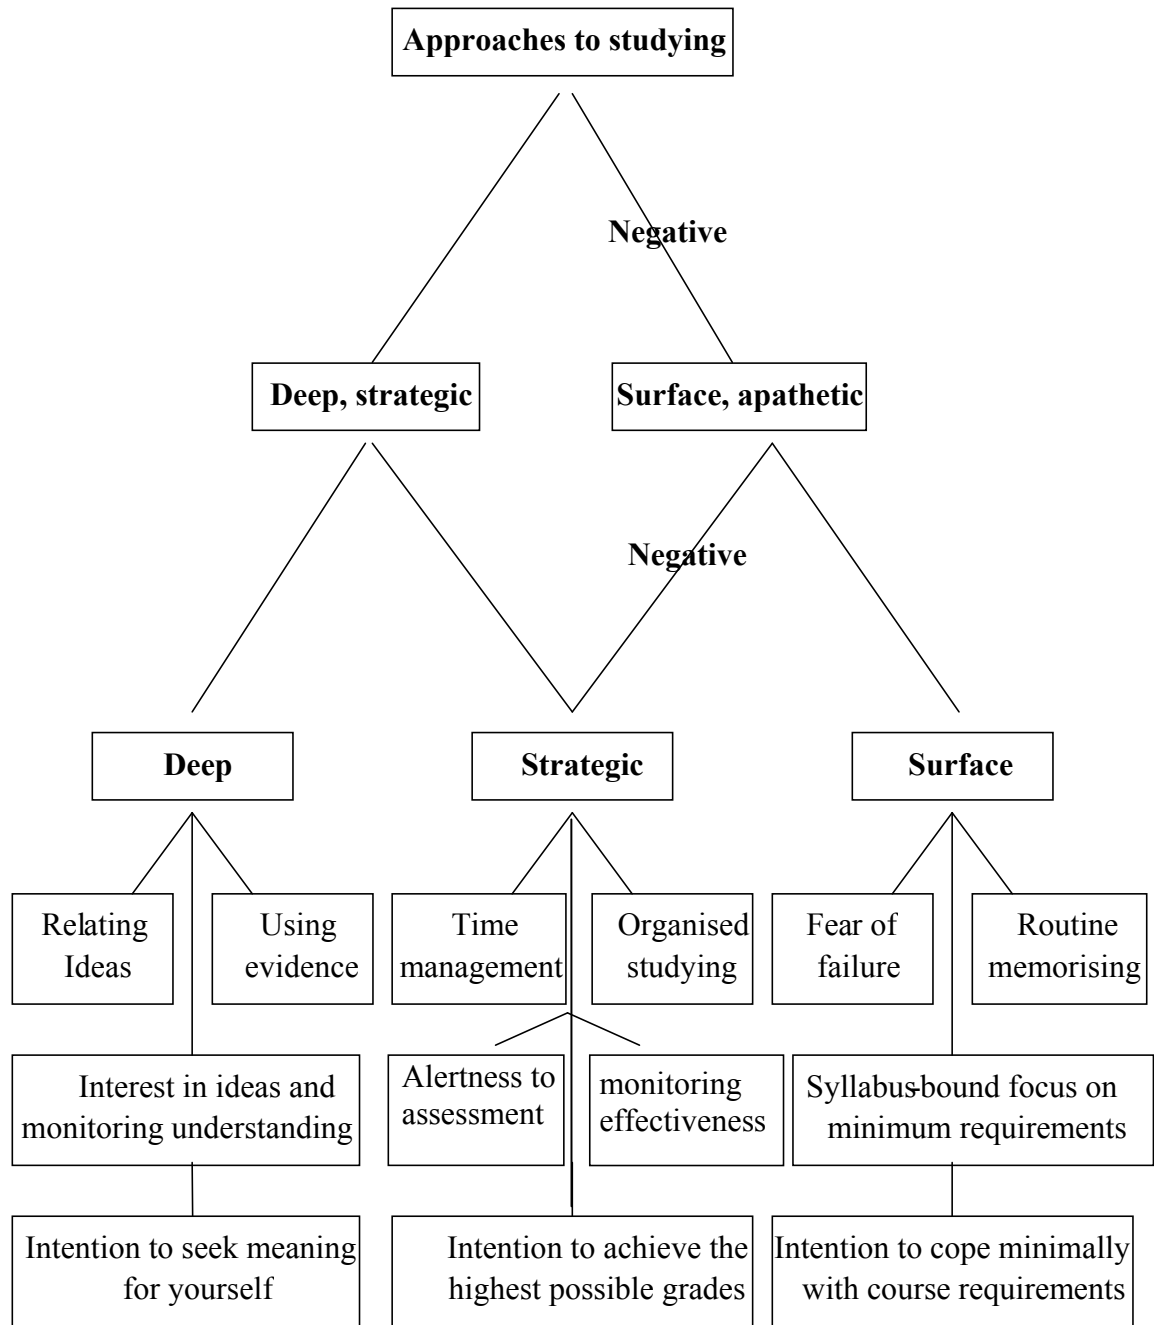 Approaches to studying
Negative
Deep, strategic
Surface, apathetic
Negative
Deep
Strategic
Surface
Relating
Ideas
Using
evidence
Time
management
Organised
studying
Fear of
failure
Routine
memorising
Interest in ideas and
monitoring understanding
Alertness to
assessment
monitoring
effectiveness
Syllabus-bound focus on
minimum requirements
Intention to seek meaning
for yourself
Intention to achieve the
highest possible grades
Intention to cope minimally
with course requirements